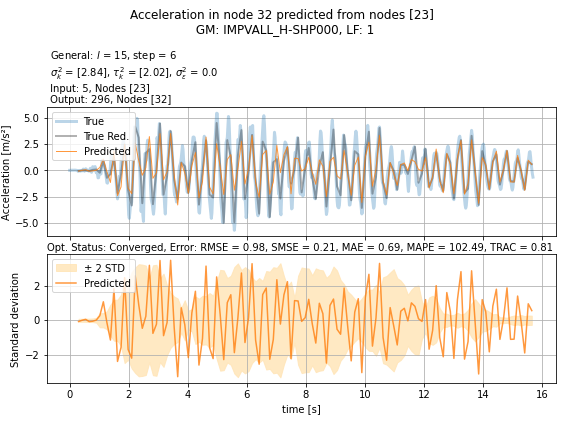 Acceleration in node 32 predicted from nodes [23]
GM: IMPVALL_H-SHP000, LF: 1
General: l = 15, step = 6
σ²ₖ = [2.84], τ²ₖ = [2.02], σ²ε = 0.0
Input: 5, Nodes [23]
Output: 296, Nodes [32]
Acceleration [m/s²]
5.0
2.5
0.0
−2.5
−5.0
True
True Red.
Predicted
Opt. Status: Converged, Error: RMSE = 0.98, SMSE = 0.21, MAE = 0.69, MAPE = 102.49, TRAC = 0.81
Standard deviation
2
0
−2
± 2 STD
Predicted
0 2 4 6 8 10 12 14 16
time [s]